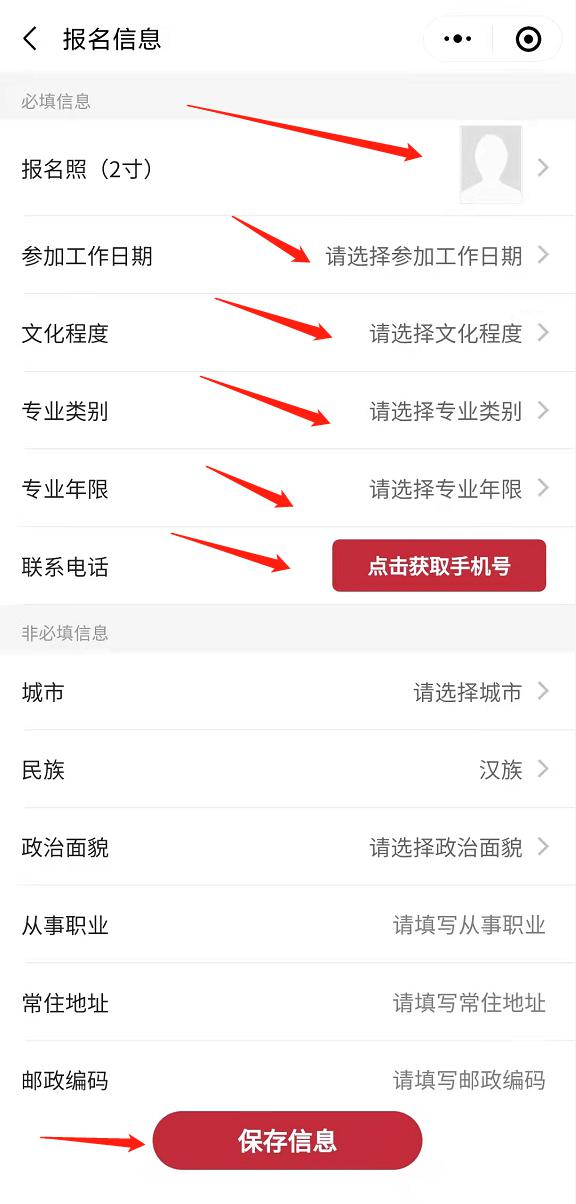 报名信息
必填信息
报名照（2寸）
参加工作日期 请选择参加工作日期
文化程度 请选择文化程度
专业类别 请选择专业类别
专业年限 请选择专业年限
联系电话 点击获取手机号
非必填信息
城市 请选择城市
民族 汉族
政治面貌 请选择政治面貌
从事职业 请填写从事职业
常住地址 请填写常住地址
邮政编码 请填写邮政编码
保存信息